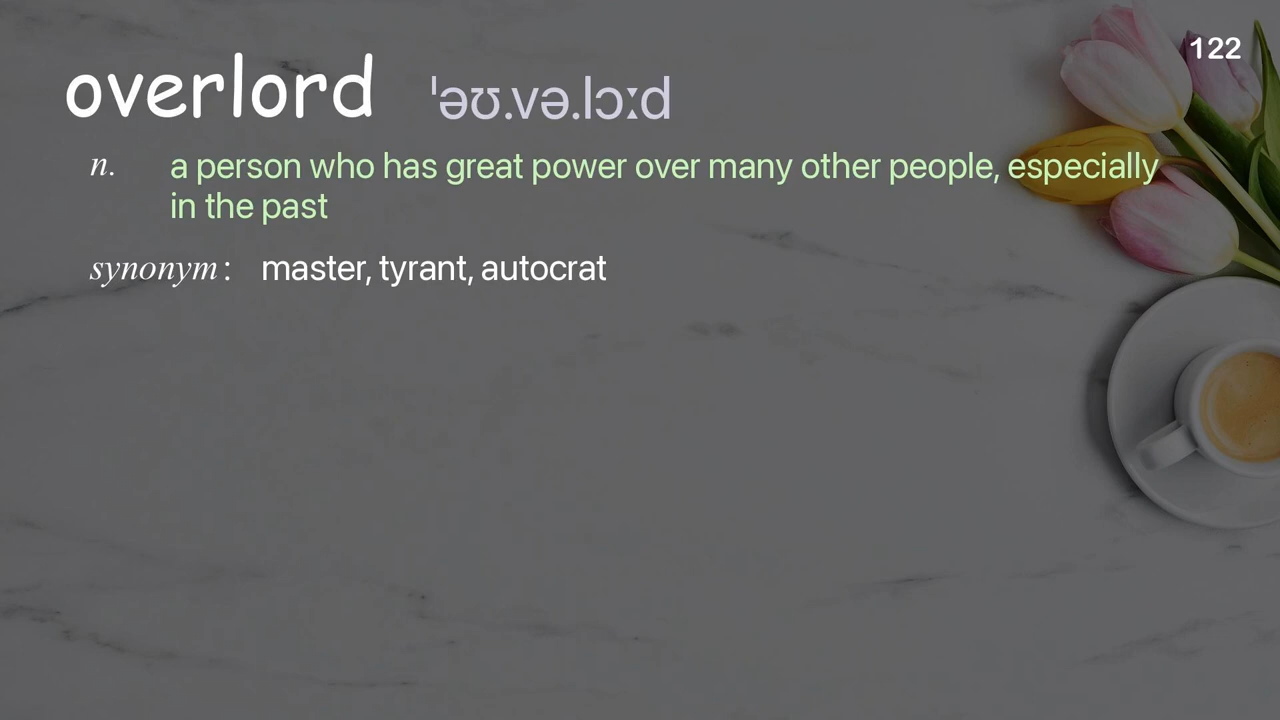 122
overlord ˈəʊ.və.lɔːd
n. a person who has great power over many other people, especially
in the past
synonym: master, tyrant, autocrat